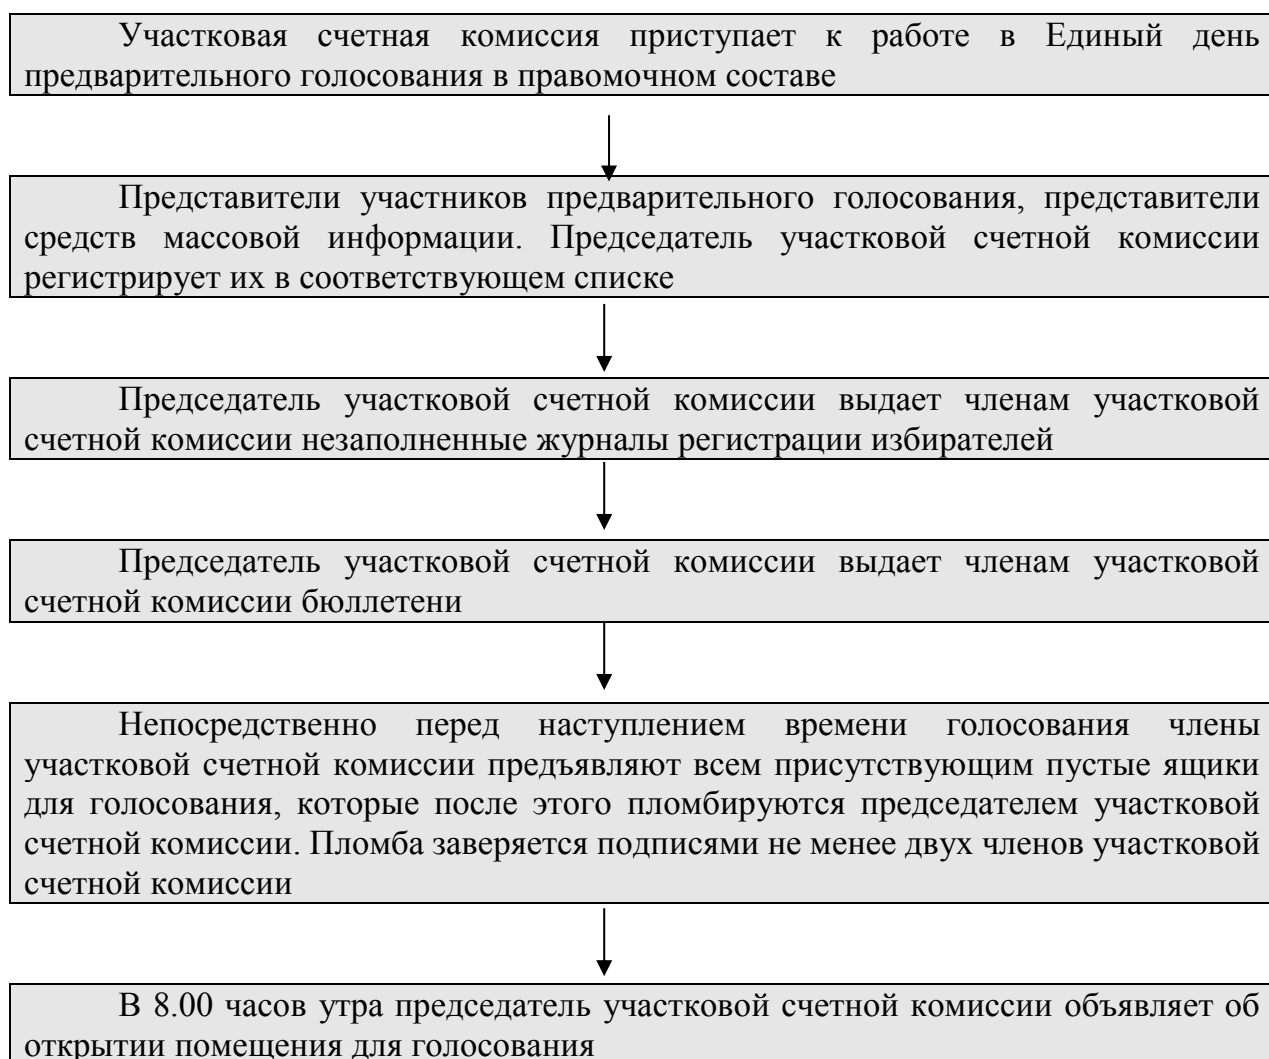 Участковая счетная комиссия приступает к работе в Единый день
предварительного голосования в правомочном составе
Представители участников предварительного голосования, представители
средств массовой информации. Председатель участковой счетной комиссии
регистрирует их в соответствующем списке
Председатель участковой счетной комиссии выдает членам участковой
счетной комиссии незаполненные журналы регистрации избирателей
Председатель участковой счетной комиссии выдает членам участковой
счетной комиссии бюллетени
Непосредственно перед наступлением времени голосования члены
участковой счетной комиссии предъявляют всем присутствующим пустые ящики
для голосования, которые после этого пломбируются председателем участковой
счетной комиссии. Пломба заверяется подписями не менее двух членов участковой
счетной комиссии
В 8.00 часов утра председатель участковой счетной комиссии объявляет об
открытии помещения для голосования